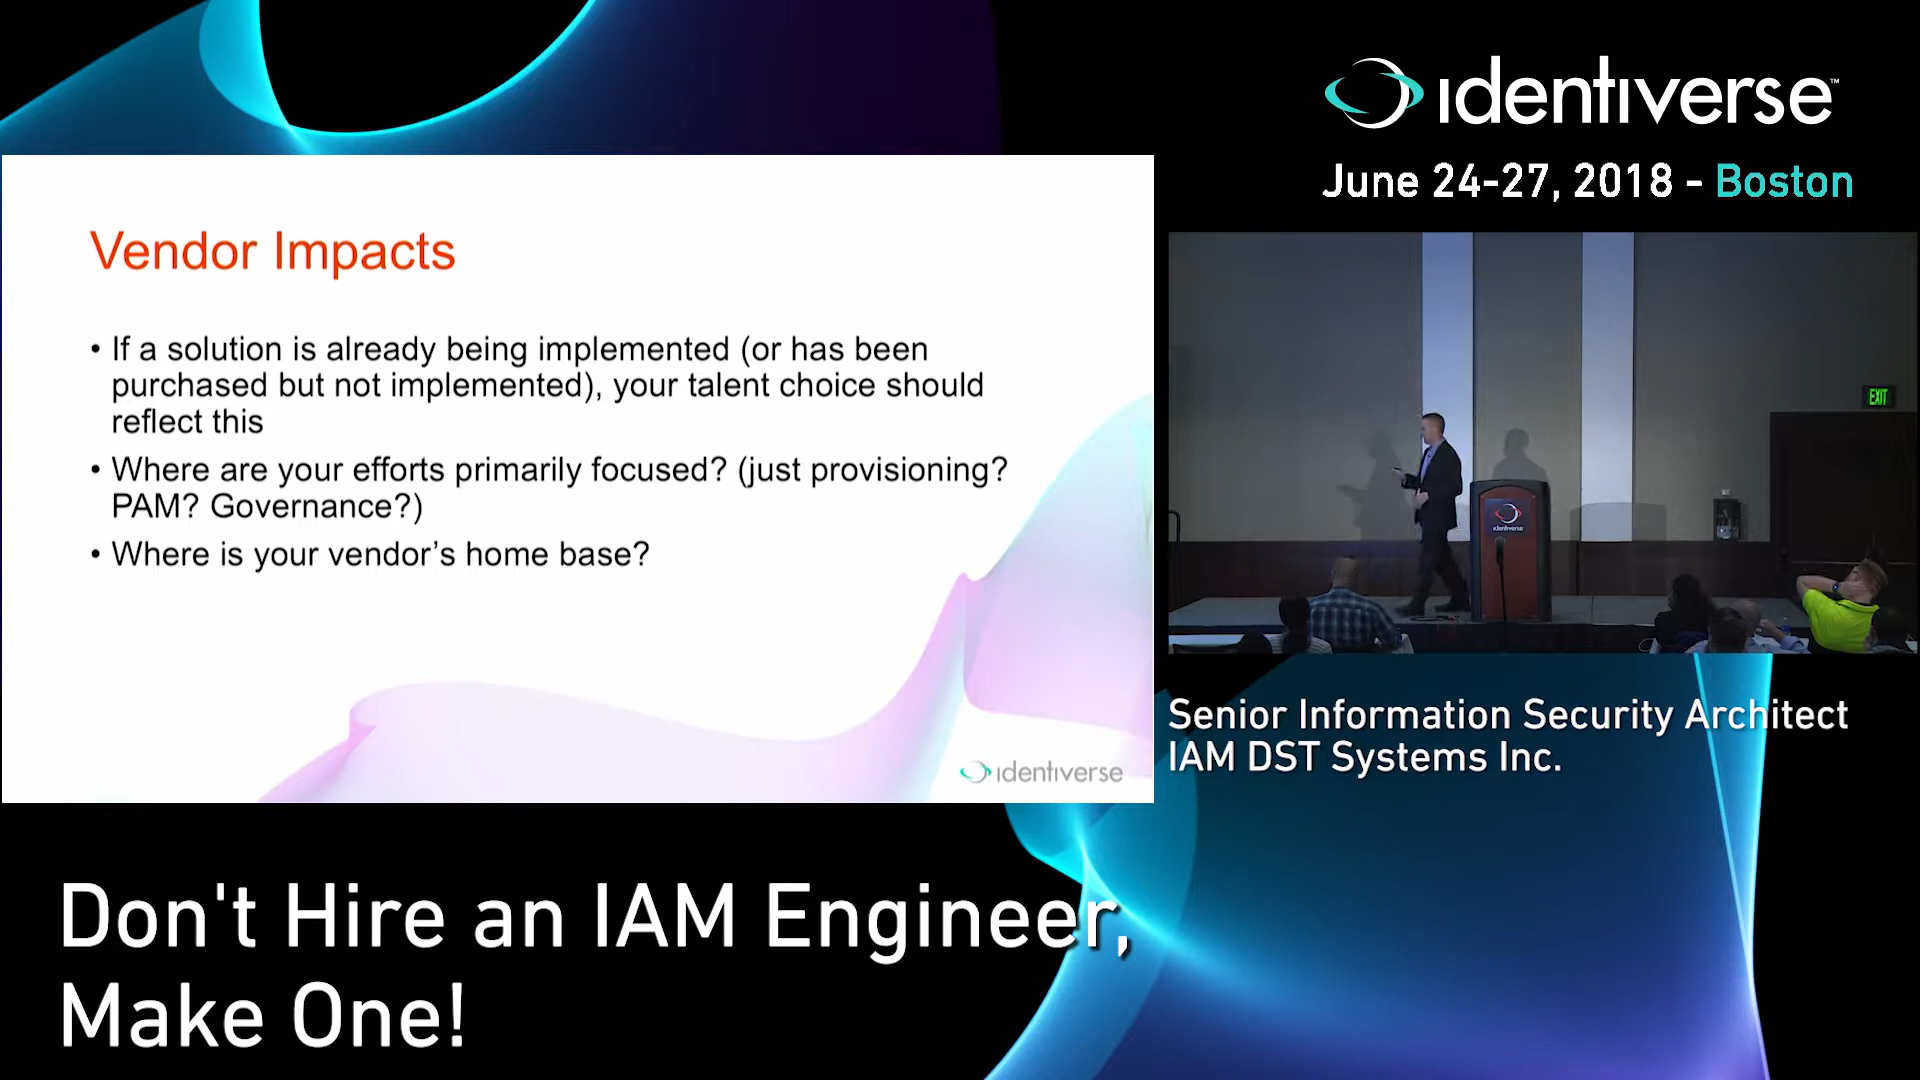 identiverse™
June 24-27, 2018 - Boston
Vendor Impacts
• If a solution is already being implemented (or has been
purchased but not implemented), your talent choice should
reflect this
• Where are your efforts primarily focused? (just provisioning?
PAM? Governance?)
• Where is your vendor's home base?
identiverse
EXIT
identiverse
Senior Information Security Architect
IAM DST Systems Inc.
Don't Hire an IAM Engineer,
Make One!